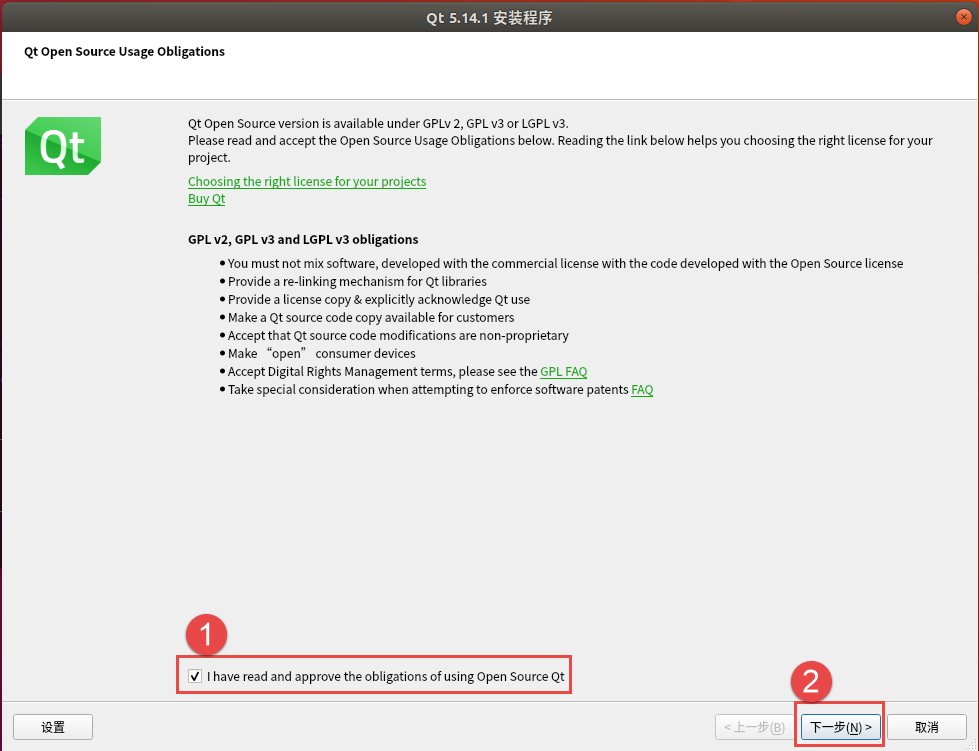 Qt 5.14.1 安装程序
Qt Open Source Usage Obligations
Qt
Qt Open Source version is available under GPLv 2, GPL v3 or LGPL v3.
Please read and accept the Open Source Usage Obligations below. Reading the link below helps you choosing the right license for your
project.
Choosing the right license for your projects
Buy Qt
GPL v2, GPL v3 and LGPL v3 obligations
● You must not mix software, developed with the commercial license with the code developed with the Open Source license
● Provide a re-linking mechanism for Qt libraries
● Provide a license copy & explicitly acknowledge Qt use
● Make a Qt source code copy available for customers
● Accept that Qt source code modifications are non-proprietary
● Make “open” consumer devices
● Accept Digital Rights Management terms, please see the GPL FAQ
● Take special consideration when attempting to enforce software patents FAQ
1
I have read and approve the obligations of using Open Source Qt
2
设置
< 上一步(B)
下一步(N) >
取消